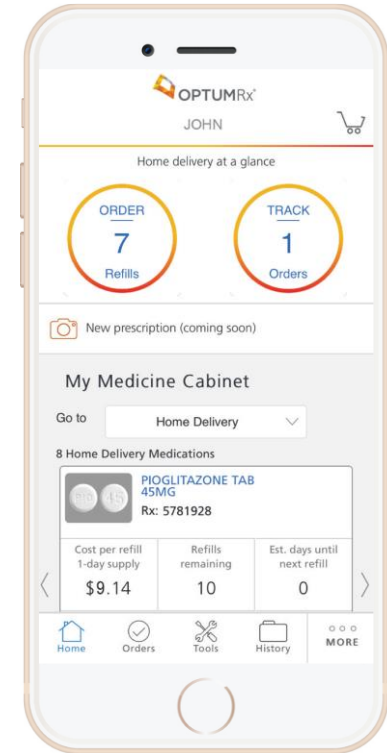 OPTUMRx
JOHN
Home delivery at a glance
ORDER
7
Refills
TRACK
1
Orders
New prescription (coming soon)
My Medicine Cabinet
Go to
Home Delivery
8 Home Delivery Medications
PIO 45
PIOGLITAZONE TAB
45MG
Rx: 5781928
Cost per refill
1-day supply
$9.14
Refills
remaining
10
Est. days until
next refill
0
Home
Orders
Tools
History
MORE